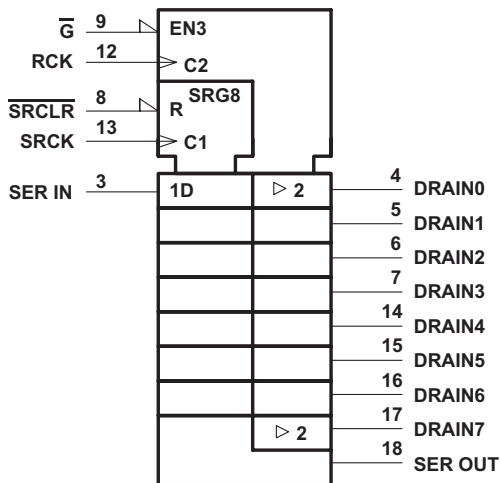 G 9 EN3
RCK 12 C2
SRG8
SRCLR 8 R
SRCK 13 C1
SER IN 3 1D 2 4 DRAIN0
5 DRAIN1
6 DRAIN2
7 DRAIN3
14 DRAIN4
15 DRAIN5
16 DRAIN6
2 17 DRAIN7
18 SER OUT